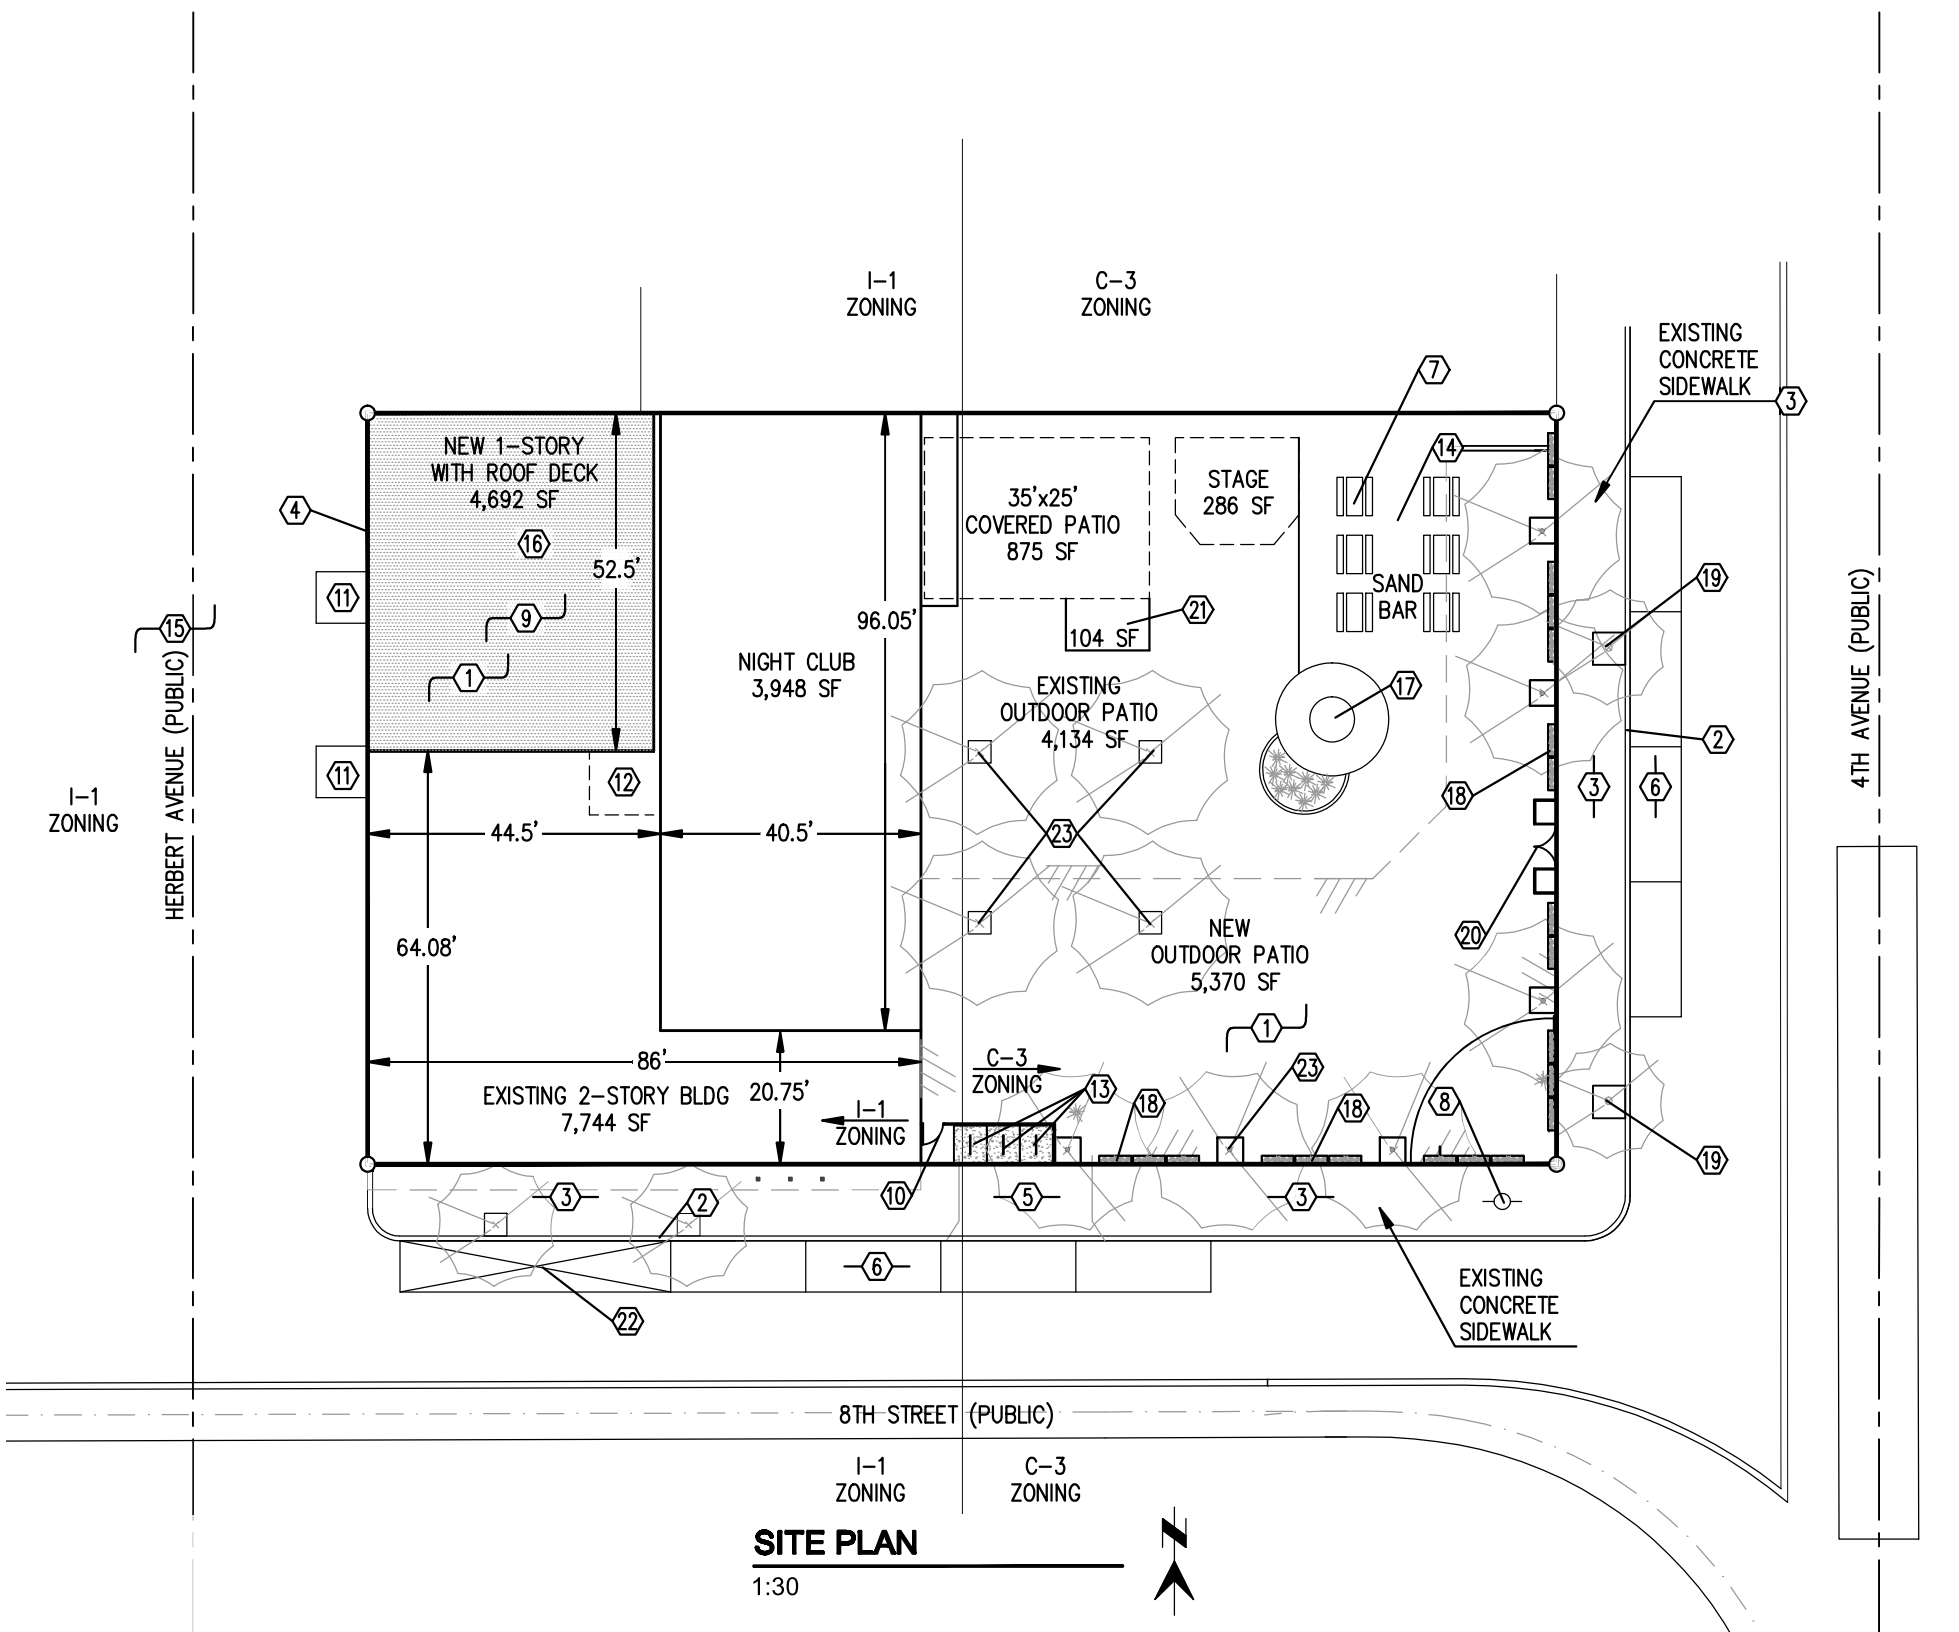 I-1
ZONING
C-3
ZONING
EXISTING
CONCRETE
SIDEWALK
3
7
14
NEW 1-STORY
WITH ROOF DECK
4,692 SF
16
52.5'
4
11
9
1
15
HERBERT AVENUE (PUBLIC)
11
12
I-1
ZONING
96.05'
NIGHT CLUB
3,948 SF
35'x25'
COVERED PATIO
875 SF
STAGE
286 SF
SAND
BAR
21
104 SF
19
EXISTING
OUTDOOR PATIO
4,134 SF
17
2
18
3
6
4TH AVENUE (PUBLIC)
44.5'
40.5'
23
64.08'
20
NEW
OUTDOOR PATIO
5,370 SF
1
86'
20.75'
EXISTING 2-STORY BLDG
7,744 SF
C-3
ZONING
I-1
ZONING
13
18
23
18
8
19
3
2
10
5
3
6
22
EXISTING
CONCRETE
SIDEWALK
8TH STREET (PUBLIC)
I-1
ZONING
C-3
ZONING
SITE PLAN
1:30
N